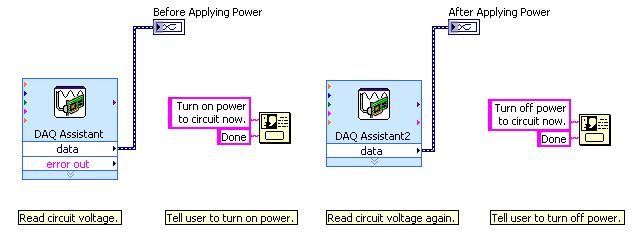 Before Applying Power
After Applying Power
DAQ Assistant
data
error out
Turn on power
to circuit now.
Done
DAQ Assistant2
data
Turn off power
to circuit now.
Done
Read circuit voltage.
Tell user to turn on power.
Read circuit voltage again.
Tell user to turn off power.